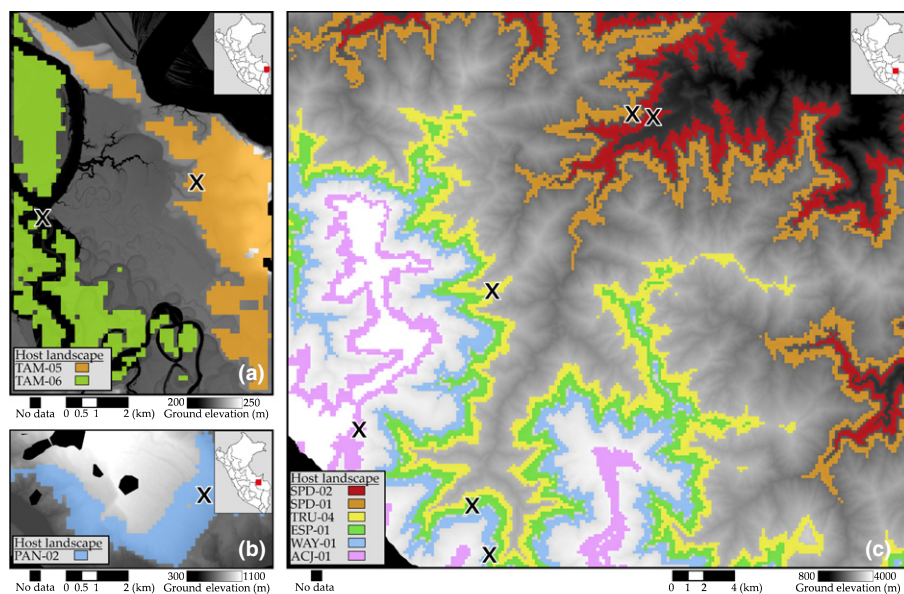 Host landscape
TAM-05
TAM-06
(a)
No data 0 0.5 1 2 (km) 200 250
Ground elevation (m)
X
X
Host landscape
PAN-02
(b)
X
No data 0 0.5 1 2 (km) 300 1100
Ground elevation (m)
X X
X
X
X
X
Host landscape
SPD-02
SPD-01
TRU-04
ESP-01
WAY-01
ACJ-01
(c)
No data 0 1 2 4 (km) 800 4000
Ground elevation (m)